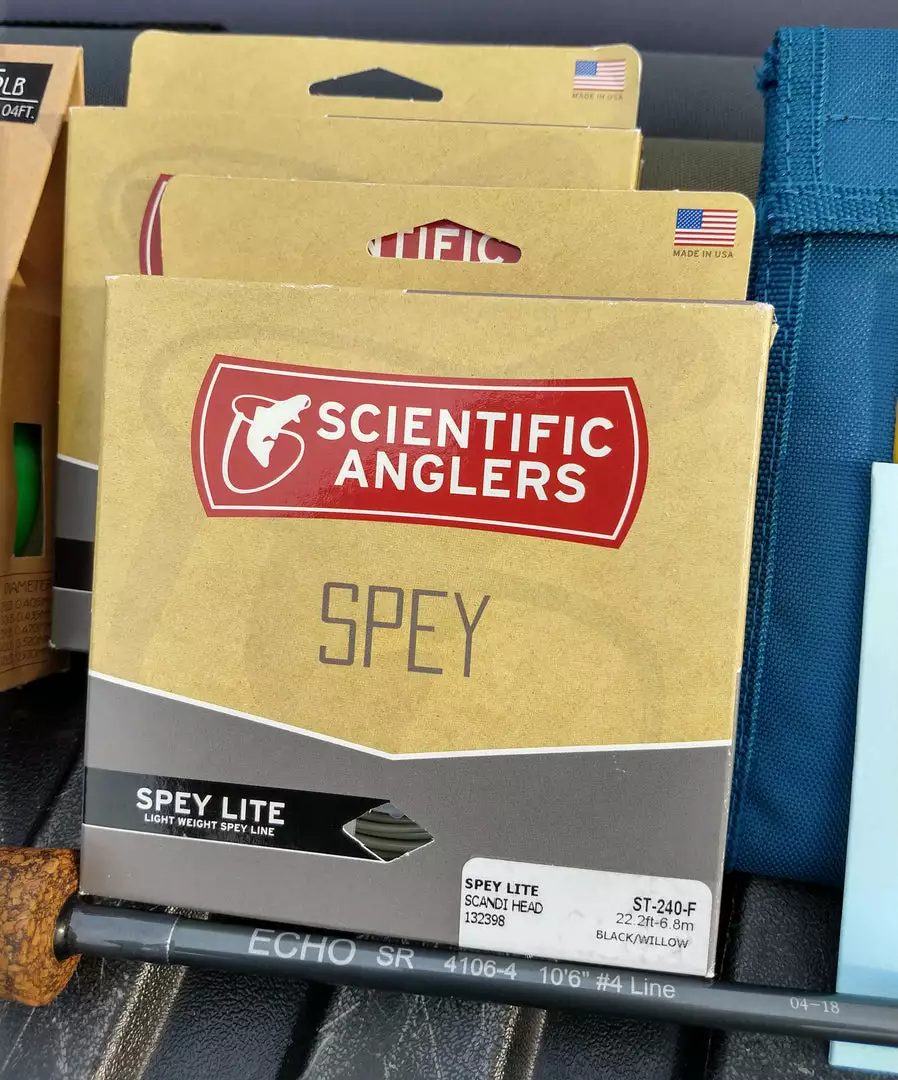 LB
04FT.
MADE IN USA
TIFIC
MADE IN USA
SCIENTIFIC
ANGLERS
SPEY
SPEY LITE
LIGHT WEIGHT SPEY LINE
SPEY LITE
SCANDI HEAD
132398
ST-240-F
22.2ft-6.8m
BLACK/WILLOW
ECHO SR 4106-4 10'6" #4 Line
04-18